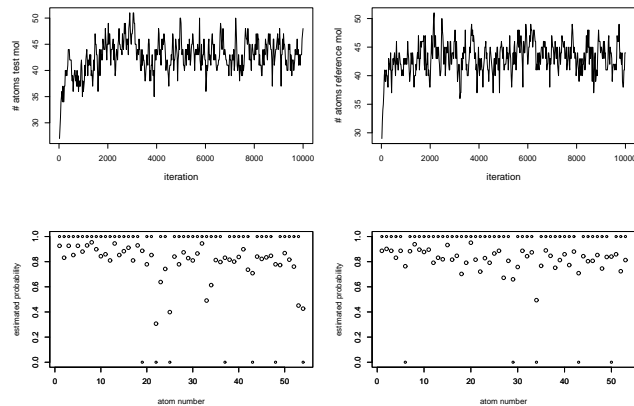 # atoms test mol
50
45
40
35
30
0 2000 4000 6000 8000 10000
iteration
# atoms reference mol
50
45
40
30
0 2000 4000 6000 8000 10000
iteration
estimated probability
1.0
0.8
0.6
0.4
0.2
0.0
0 10 20 30 40 50
atom number
estimated probability
1.0
0.8
0.6
0.4
0.2
0.0
0 10 20 30 40 50
atom number